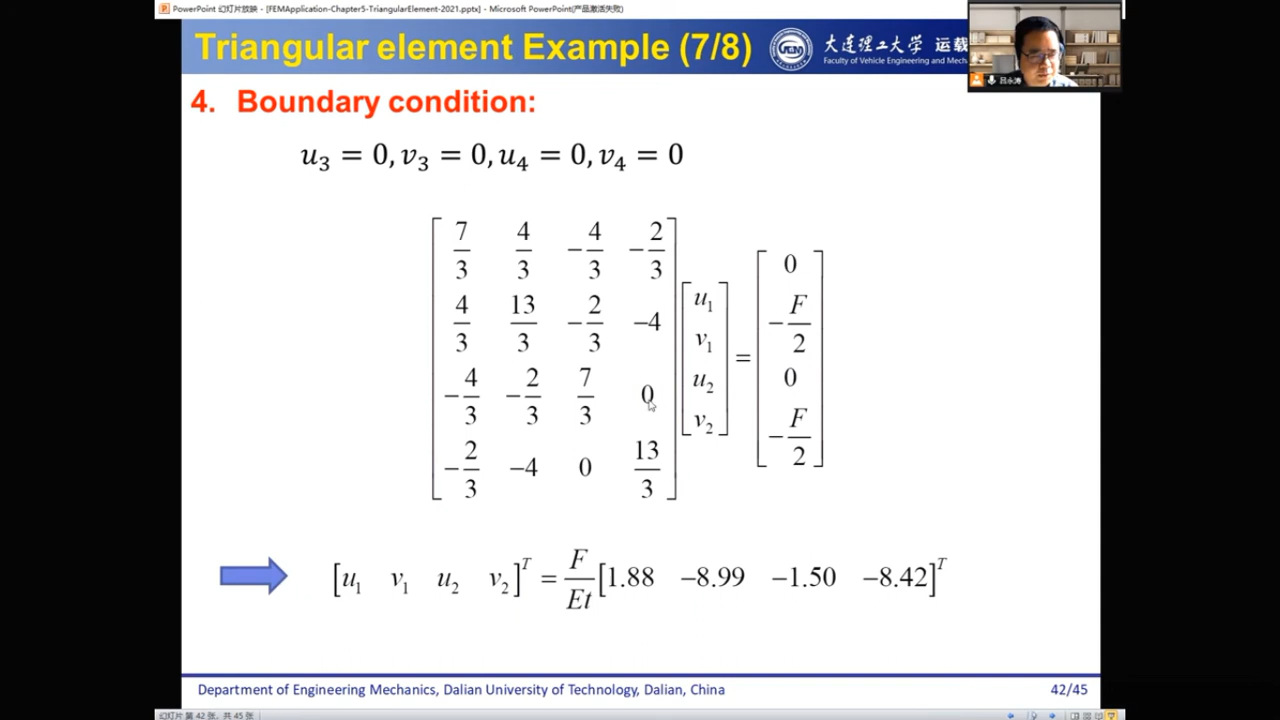 PowerPoint 幻灯片放映 - [FEMApplication-Chapter5-TriangularElement-2021.pptx] - Microsoft PowerPoint(产品激活失败)
Triangular element Example (7/8)
大连理工大学 运载
Faculty of Vehicle Engineering and Mech
吕永涛
4. Boundary condition:
u₃ = 0, v₃ = 0, u₄ = 0, v₄ = 0
[ 7/3 4/3 −4/3 −2/3 ; 4/3 13/3 −2/3 −4 ; −4/3 −2/3 7/3 0 ; −2/3 −4 0 13/3 ] [ u₁ ; v₁ ; u₂ ; v₂ ] = [ 0 ; −F/2 ; 0 ; −F/2 ]
[u₁ v₁ u₂ v₂]ᵀ = F/Et [1.88 −8.99 −1.50 −8.42]ᵀ
Department of Engineering Mechanics, Dalian University of Technology, Dalian, China
42/45
幻灯片 第 42 张，共 45 张